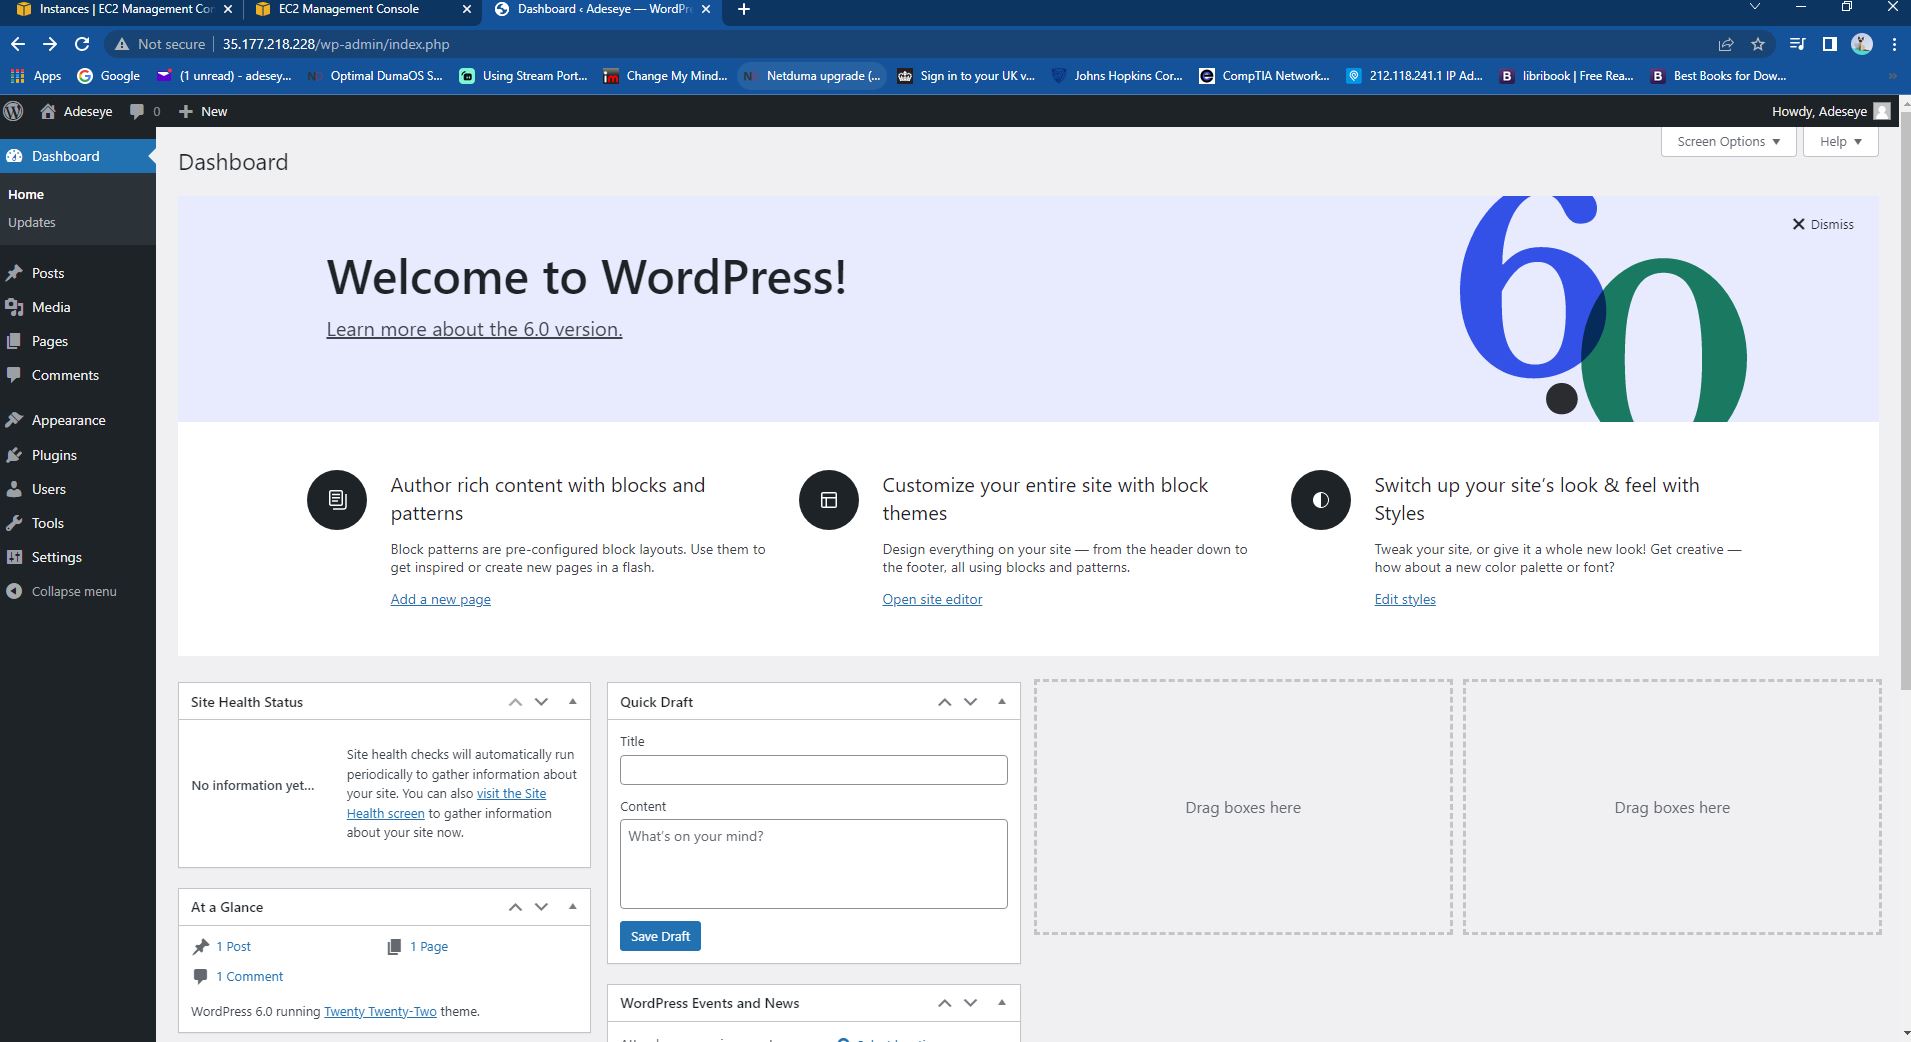 Instances | EC2 Management Con
EC2 Management Console
Dashboard ‹ Adeseye — WordPre
Not secure
35.177.218.228/wp-admin/index.php
Apps
Google
(1 unread) - adesey...
Optimal DumaOS S...
Using Stream Port...
Change My Mind...
Netduma upgrade (...
Sign in to your UK v...
Johns Hopkins Cor...
CompTIA Network...
212.118.241.1 IP Ad...
libribook | Free Rea...
Best Books for Dow...
Adeseye
0
New
Howdy, Adeseye
Dashboard
Home
Updates
Posts
Media
Pages
Comments
Appearance
Plugins
Users
Tools
Settings
Collapse menu
Screen Options
Help
Dashboard
Dismiss
Welcome to WordPress!
Learn more about the 6.0 version.
6.0
Author rich content with blocks and
patterns
Block patterns are pre-configured block layouts. Use them to
get inspired or create new pages in a flash.
Add a new page
Customize your entire site with block
themes
Design everything on your site — from the header down to
the footer, all using blocks and patterns.
Open site editor
Switch up your site’s look & feel with
Styles
Tweak your site, or give it a whole new look! Get creative —
how about a new color palette or font?
Edit styles
Site Health Status
No information yet...
Site health checks will automatically run
periodically to gather information about
your site. You can also visit the Site
Health screen to gather information
about your site now.
At a Glance
1 Post
1 Page
1 Comment
WordPress 6.0 running Twenty Twenty-Two theme.
Quick Draft
Title
Content
What’s on your mind?
Save Draft
WordPress Events and News
Drag boxes here
Drag boxes here